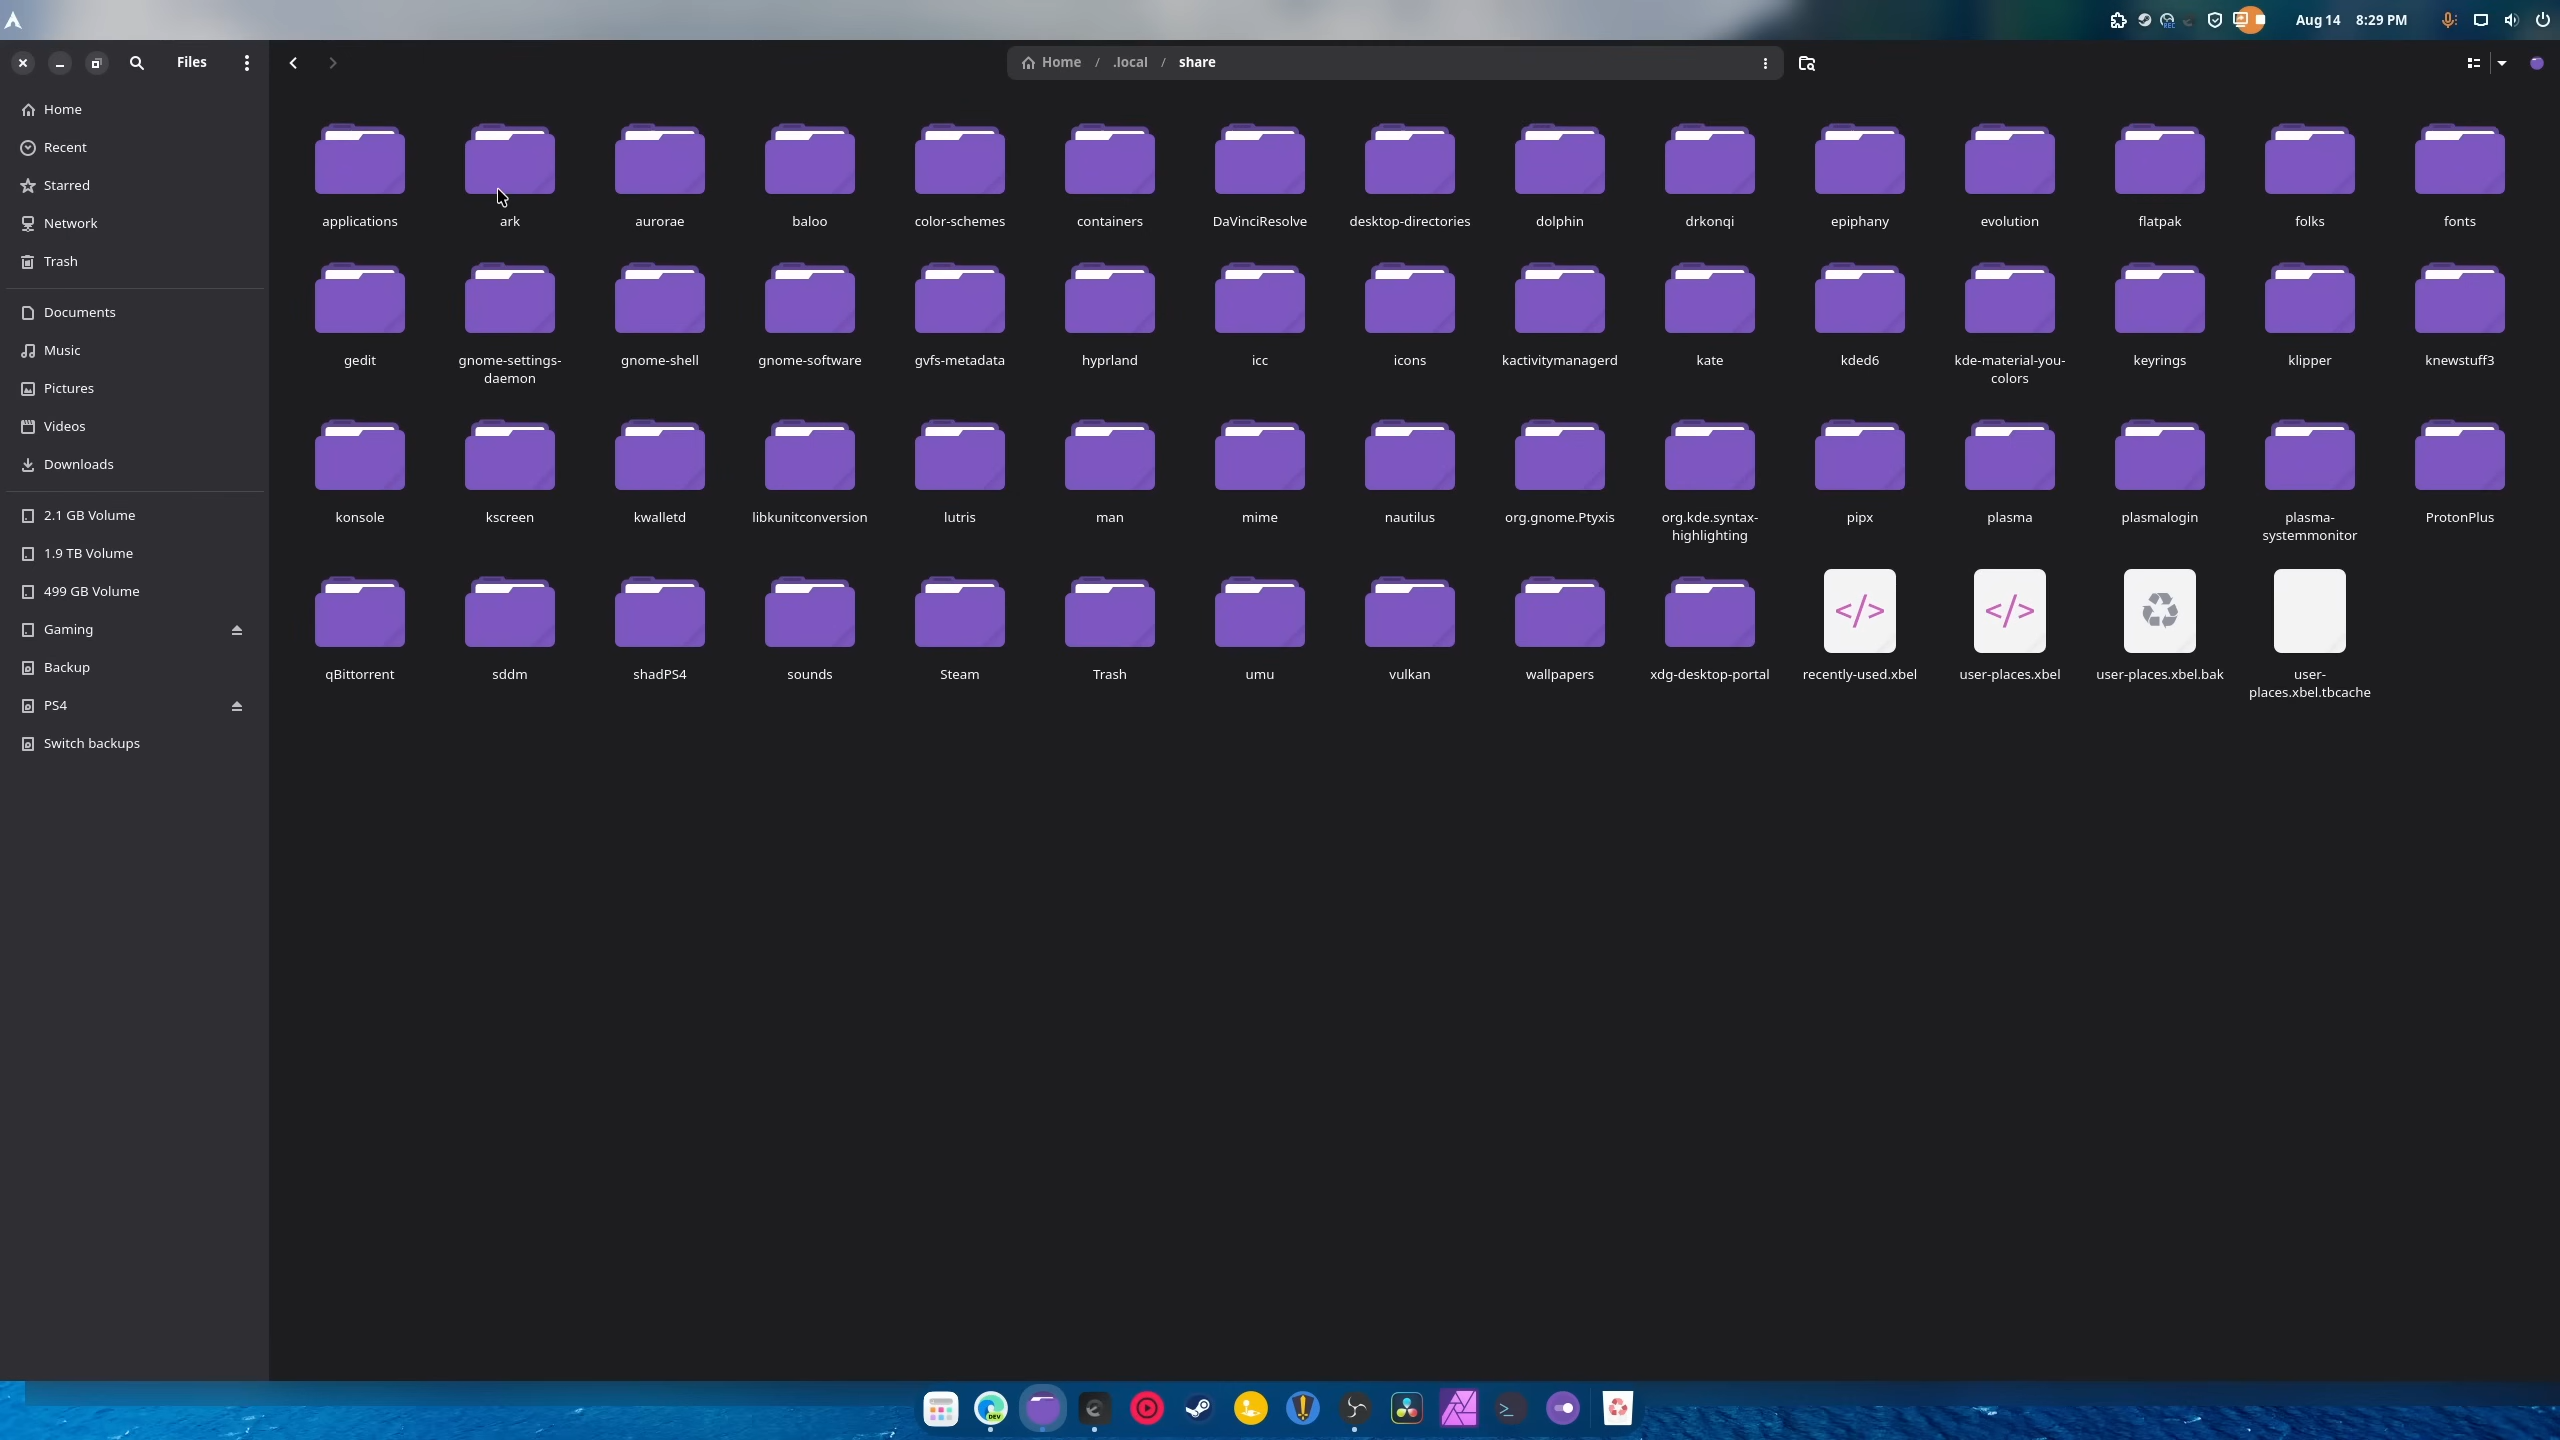 Aug 14 8:29 PM
Files
Home / .local / share
Home
Recent
Starred
Network
Trash
Documents
Music
Pictures
Videos
Downloads
2.1 GB Volume
1.9 TB Volume
499 GB Volume
Gaming
Backup
PS4
Switch backups
applications ark aurorae baloo color-schemes containers DaVinciResolve desktop-directories dolphin drkonqi epiphany evolution flatpak folks fonts
gedit gnome-settings- gnome-shell gnome-software gvfs-metadata hyprland icc icons kactivitymanagerd kate kded6 kde-material-you- keyrings klipper knewstuff3
daemon colors
konsole kscreen kwalletd libkunitconversion lutris man mime nautilus org.gnome.Ptyxis org.kde.syntax- pipx plasma plasmalogin plasma- ProtonPlus
highlighting systemmonitor
qBittorrent sddm shadPS4 sounds Steam Trash umu vulkan wallpapers xdg-desktop-portal recently-used.xbel user-places.xbel user-places.xbel.bak user-
places.xbel.tbcache
DEV